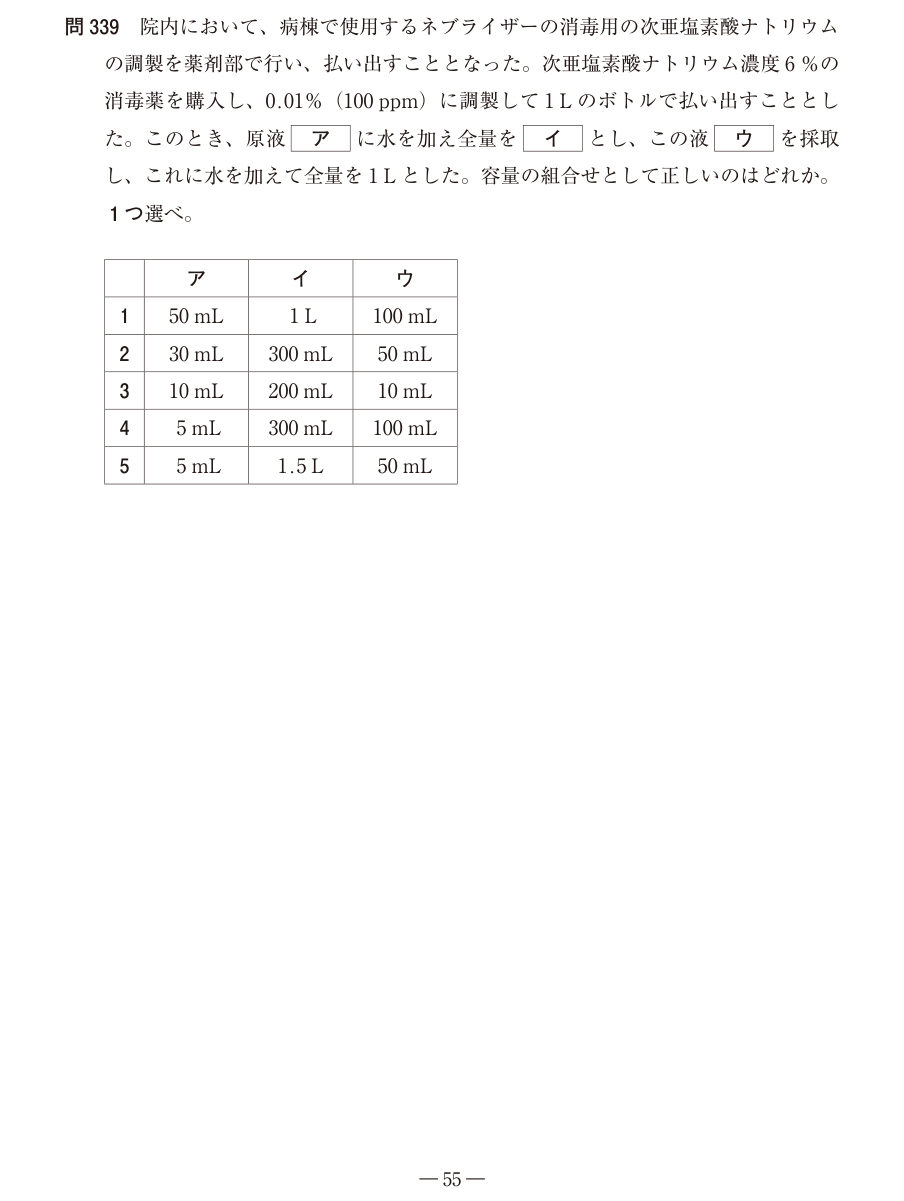 問 339 院内において、病棟で使用するネブライザーの消毒用の次亜塩素酸ナトリウム
の調製を薬剤部で行い、払い出すこととなった。次亜塩素酸ナトリウム濃度 6 %の
消毒薬を購入し、0.01%(100 ppm)に調製して 1 L のボトルで払い出すこととし
た。このとき、原液 ア に水を加え全量を イ とし、この液 ウ を採取
し、これに水を加えて全量を 1 L とした。容量の組合せとして正しいのはどれか。
1つ選べ。
ア イ ウ
1 50 mL 1 L 100 mL
2 30 mL 300 mL 50 mL
3 10 mL 200 mL 10 mL
4 5 mL 300 mL 100 mL
5 5 mL 1.5 L 50 mL
― 55 ―